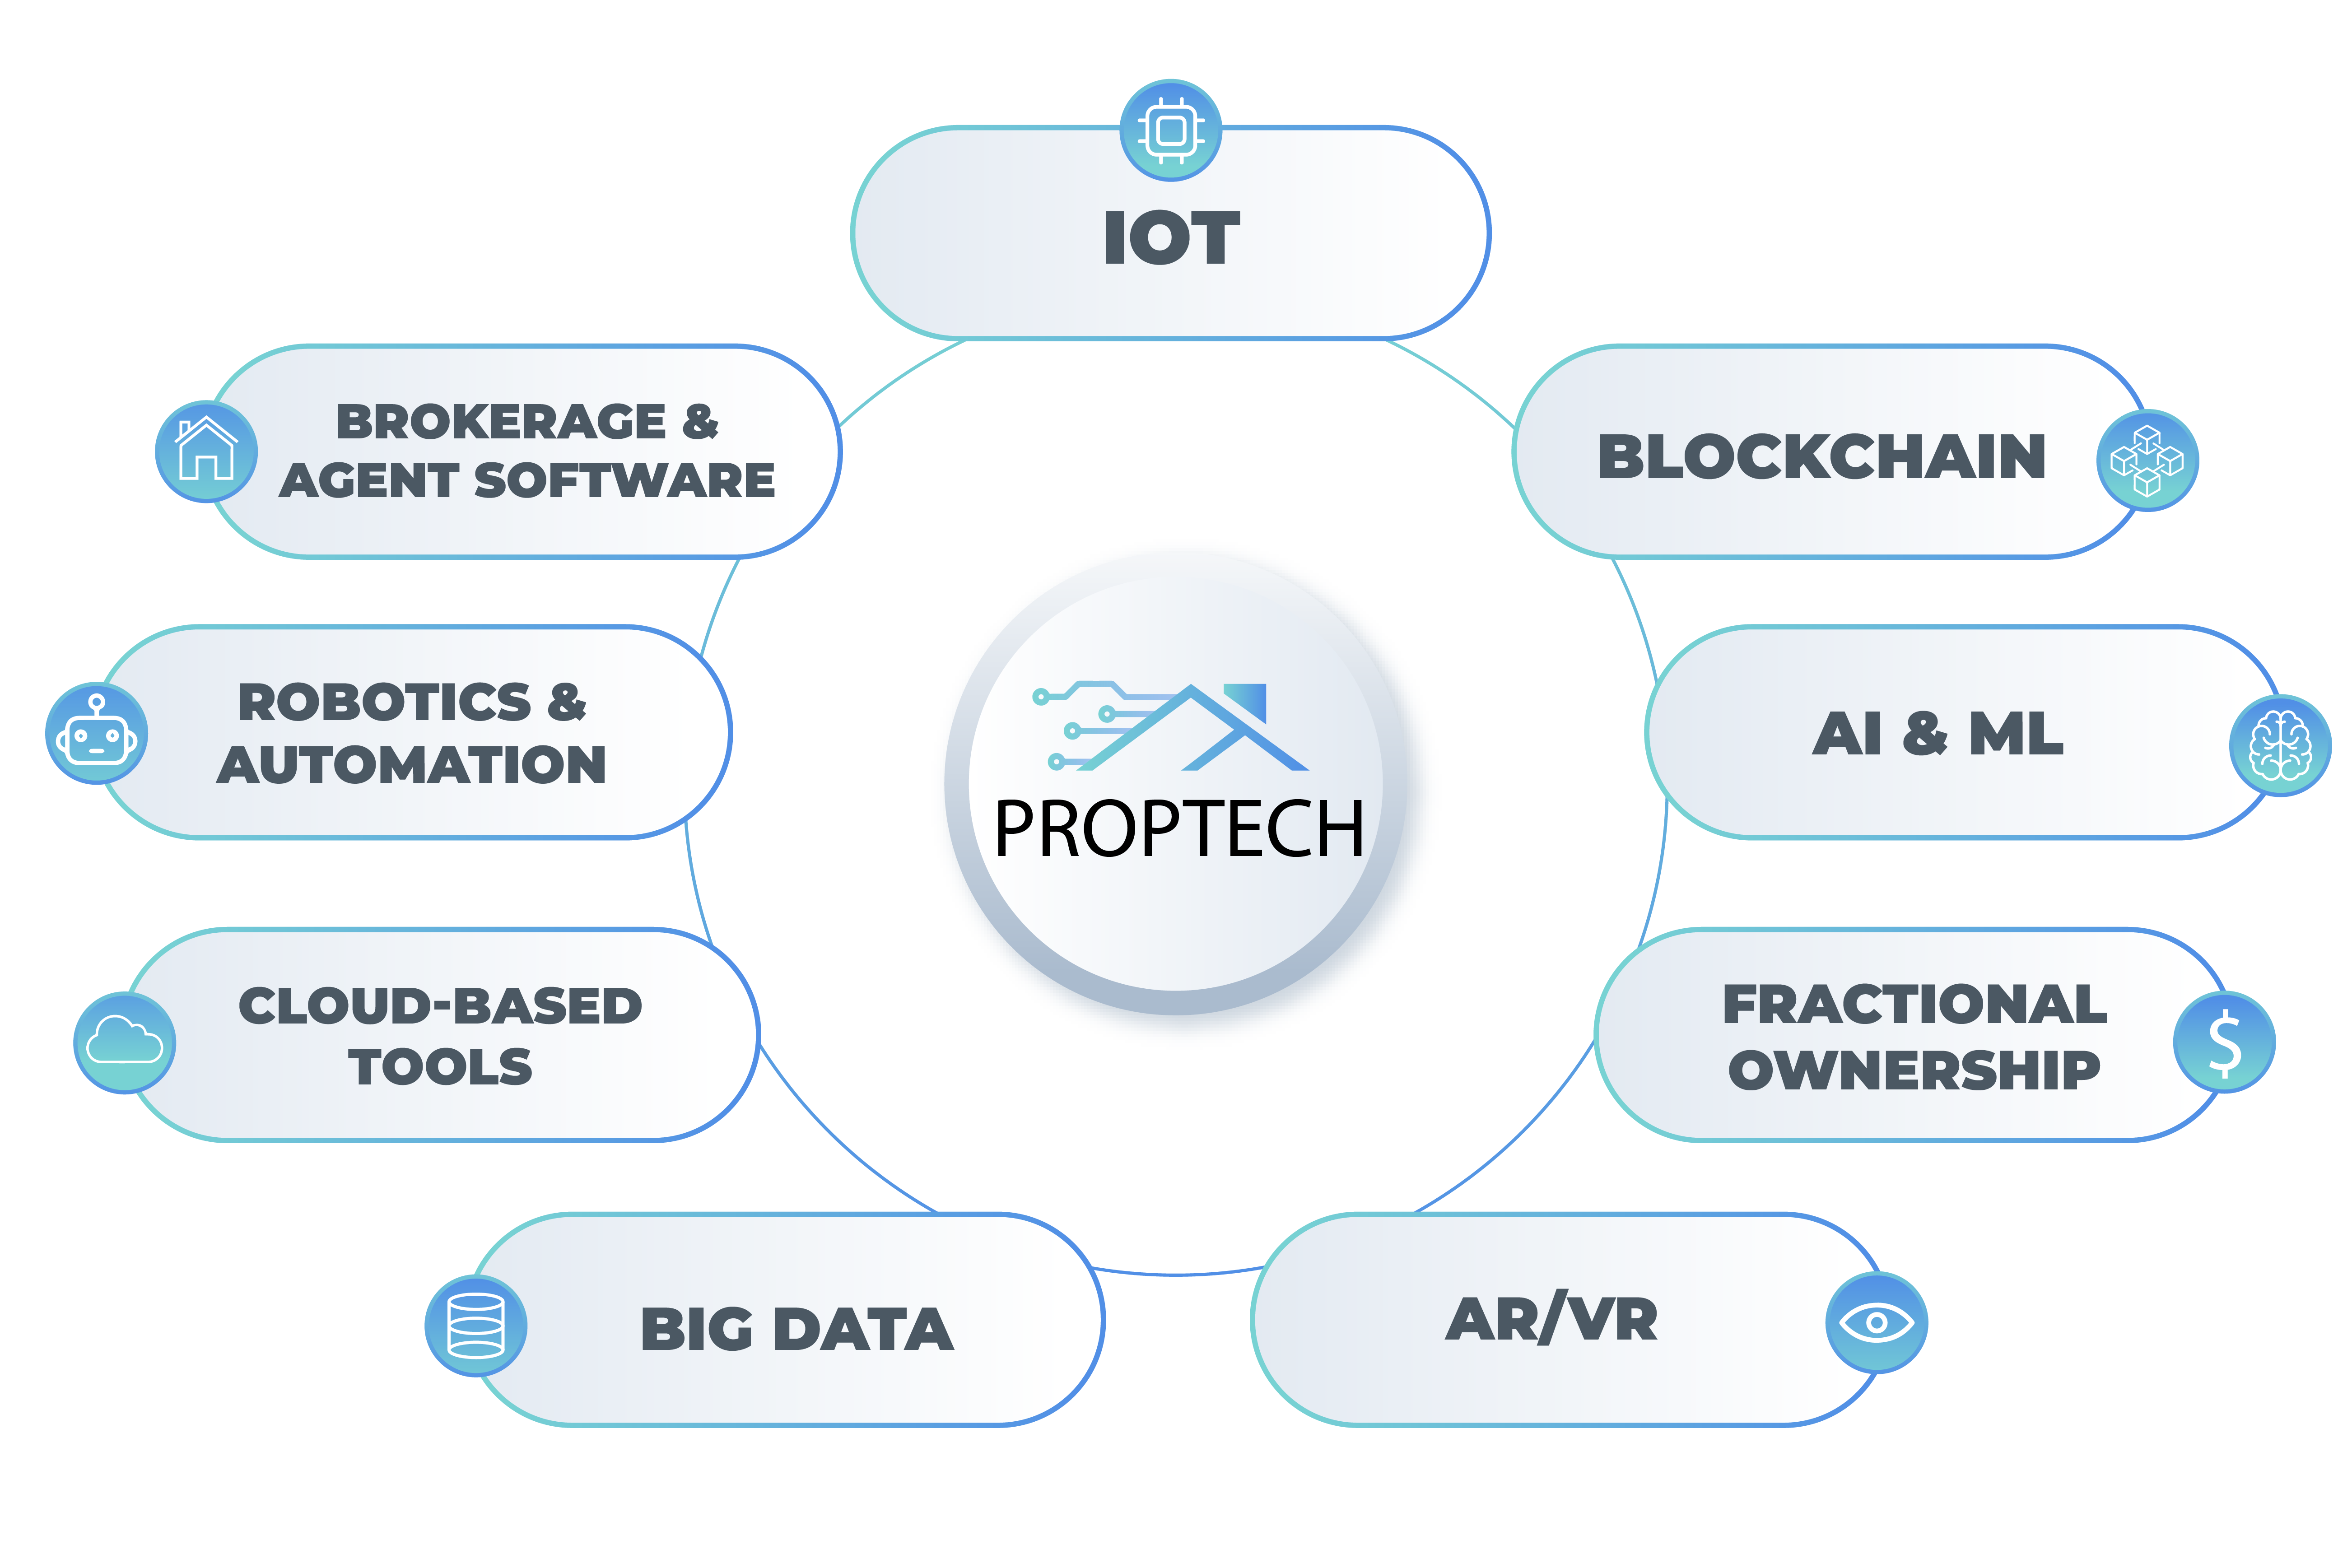 IOT
BROKERAGE &
AGENT SOFTWARE
BLOCKCHAIN
ROBOTICS &
AUTOMATION
AI & ML
PROPTECH
CLOUD-BASED
TOOLS
FRACTIONAL
OWNERSHIP
$
BIG DATA
AR/VR